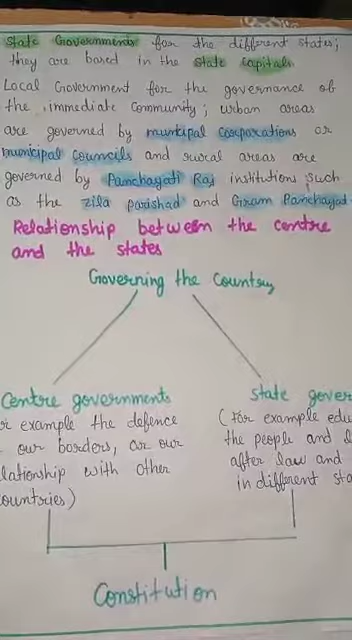 State Governments for the different states;
they are based in the state capitals.
Local Government for the governance of
the immediate community; urban areas
are governed by municipal cooparations or
municipal councils and rural areas are
governed by Panchayati Raj institutions such
as the zila parishad and Gram Panchayat.
Relationship between the centre
and the states
Governing the Country
Centre governments
r example the defence
our borders, or our
lationship with other
ountries)
state gover
(for example edu
the people and l
after law and
in different sta
Constitution